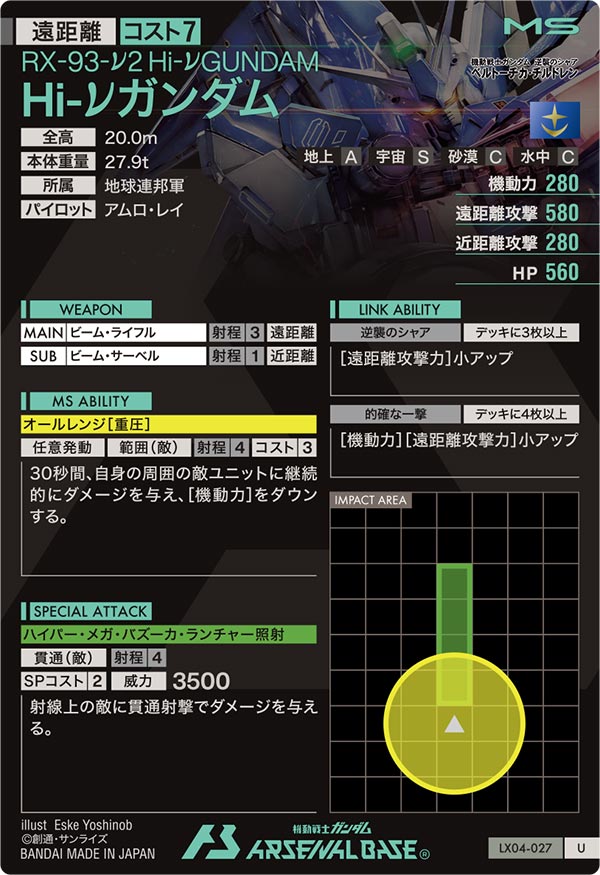 遠距離 コスト7
MS
RX-93-ν2 Hi-νGUNDAM
Hi-νガンダム
機動戦士ガンダム 逆襲のシャア
ベルトーチカ・チルドレン
全高 20.0m
本体重量 27.9t
所属 地球連邦軍
パイロット アムロ・レイ
地上 A 宇宙 S 砂漠 C 水中 C
機動力 280
遠距離攻撃 580
近距離攻撃 280
HP 560
WEAPON
MAIN ビーム・ライフル 射程 3 遠距離
SUB ビーム・サーベル 射程 1 近距離
MS ABILITY
オールレンジ[重圧]
任意発動 範囲(敵) 射程 4 コスト 3
30秒間、自身の周囲の敵ユニットに継続
的にダメージを与え、[機動力]をダウン
する。
SPECIAL ATTACK
ハイパー・メガ・バズーカ・ランチャー照射
貫通(敵) 射程 4
SPコスト 2 威力 3500
射線上の敵に貫通射撃でダメージを与え
る。
LINK ABILITY
逆襲のシャア デッキに3枚以上
[遠距離攻撃力]小アップ
的確な一撃 デッキに4枚以上
[機動力][遠距離攻撃力]小アップ
IMPACT AREA
illust Eske Yoshinob
©創通・サンライズ
BANDAI MADE IN JAPAN
機動戦士ガンダム
ARSENAL BASE®
LX04-027 U